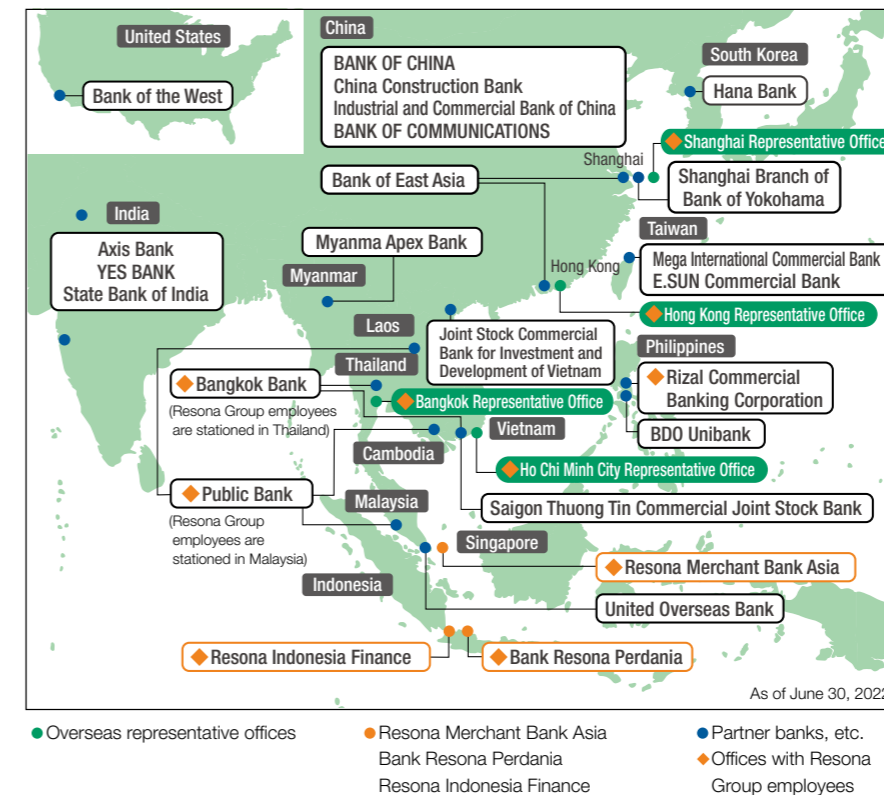 United States
Bank of the West
China
BANK OF CHINA
China Construction Bank
Industrial and Commercial Bank of China
BANK OF COMMUNICATIONS
South Korea
Hana Bank
Shanghai Representative Office
Shanghai
Bank of East Asia
Shanghai Branch of
Bank of Yokohama
India
Axis Bank
YES BANK
State Bank of India
Myanma Apex Bank
Myanmar
Taiwan
Mega International Commercial Bank
E.SUN Commercial Bank
Hong Kong
Hong Kong Representative Office
Laos
Joint Stock Commercial
Bank for Investment and
Development of Vietnam
Philippines
Rizal Commercial
Banking Corporation
BDO Unibank
Thailand
Bangkok Bank
(Resona Group employees
are stationed in Thailand)
Bangkok Representative Office
Vietnam
Cambodia
Ho Chi Minh City Representative Office
Public Bank
(Resona Group
employees are
stationed in Malaysia)
Malaysia
Saigon Thuong Tin Commercial Joint Stock Bank
Singapore
Resona Merchant Bank Asia
Indonesia
United Overseas Bank
Resona Indonesia Finance
Bank Resona Perdania
As of June 30, 2022
Overseas representative offices
Resona Merchant Bank Asia
Bank Resona Perdania
Resona Indonesia Finance
Partner banks, etc.
Offices with Resona
Group employees